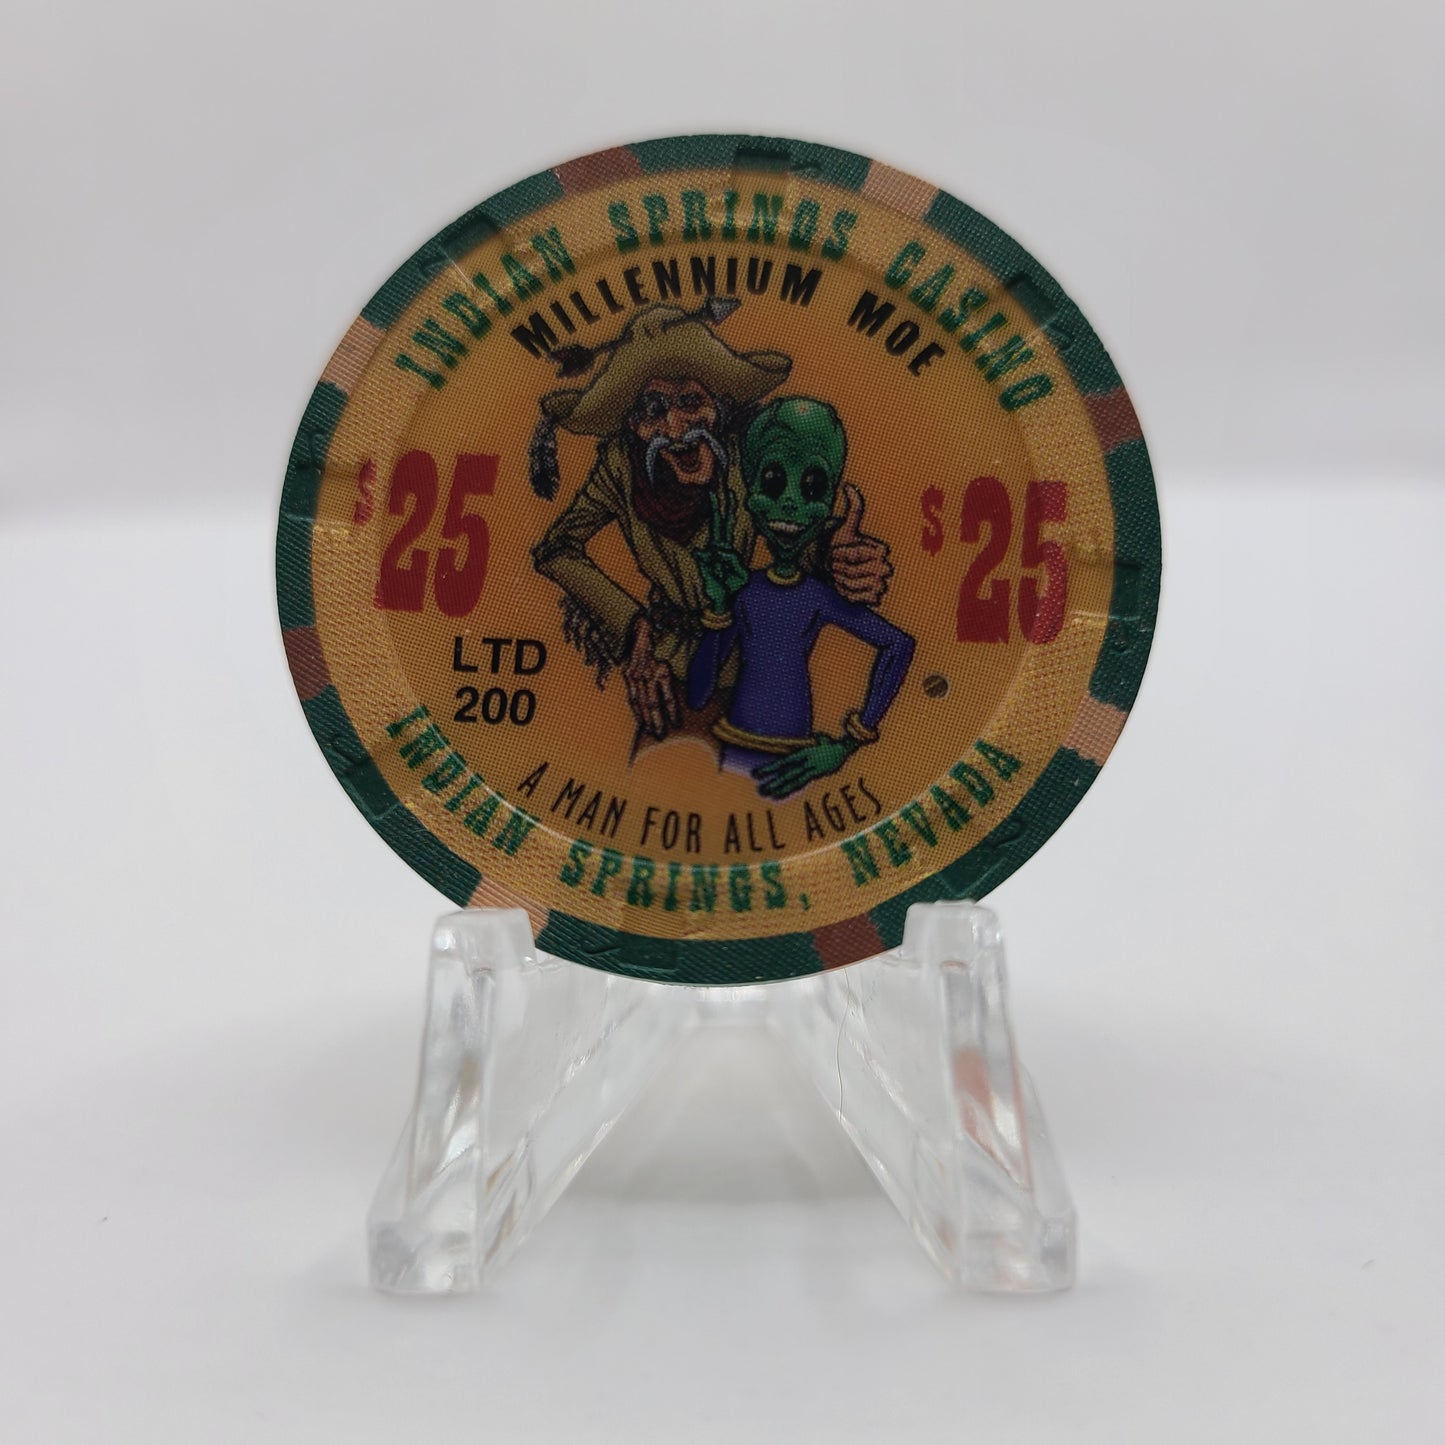 INDIAN SPRINGS CASINO
MILLENNIUM MOE
$25
$25
LTD
200
A MAN FOR ALL AGES
INDIAN SPRINGS, NEVADA